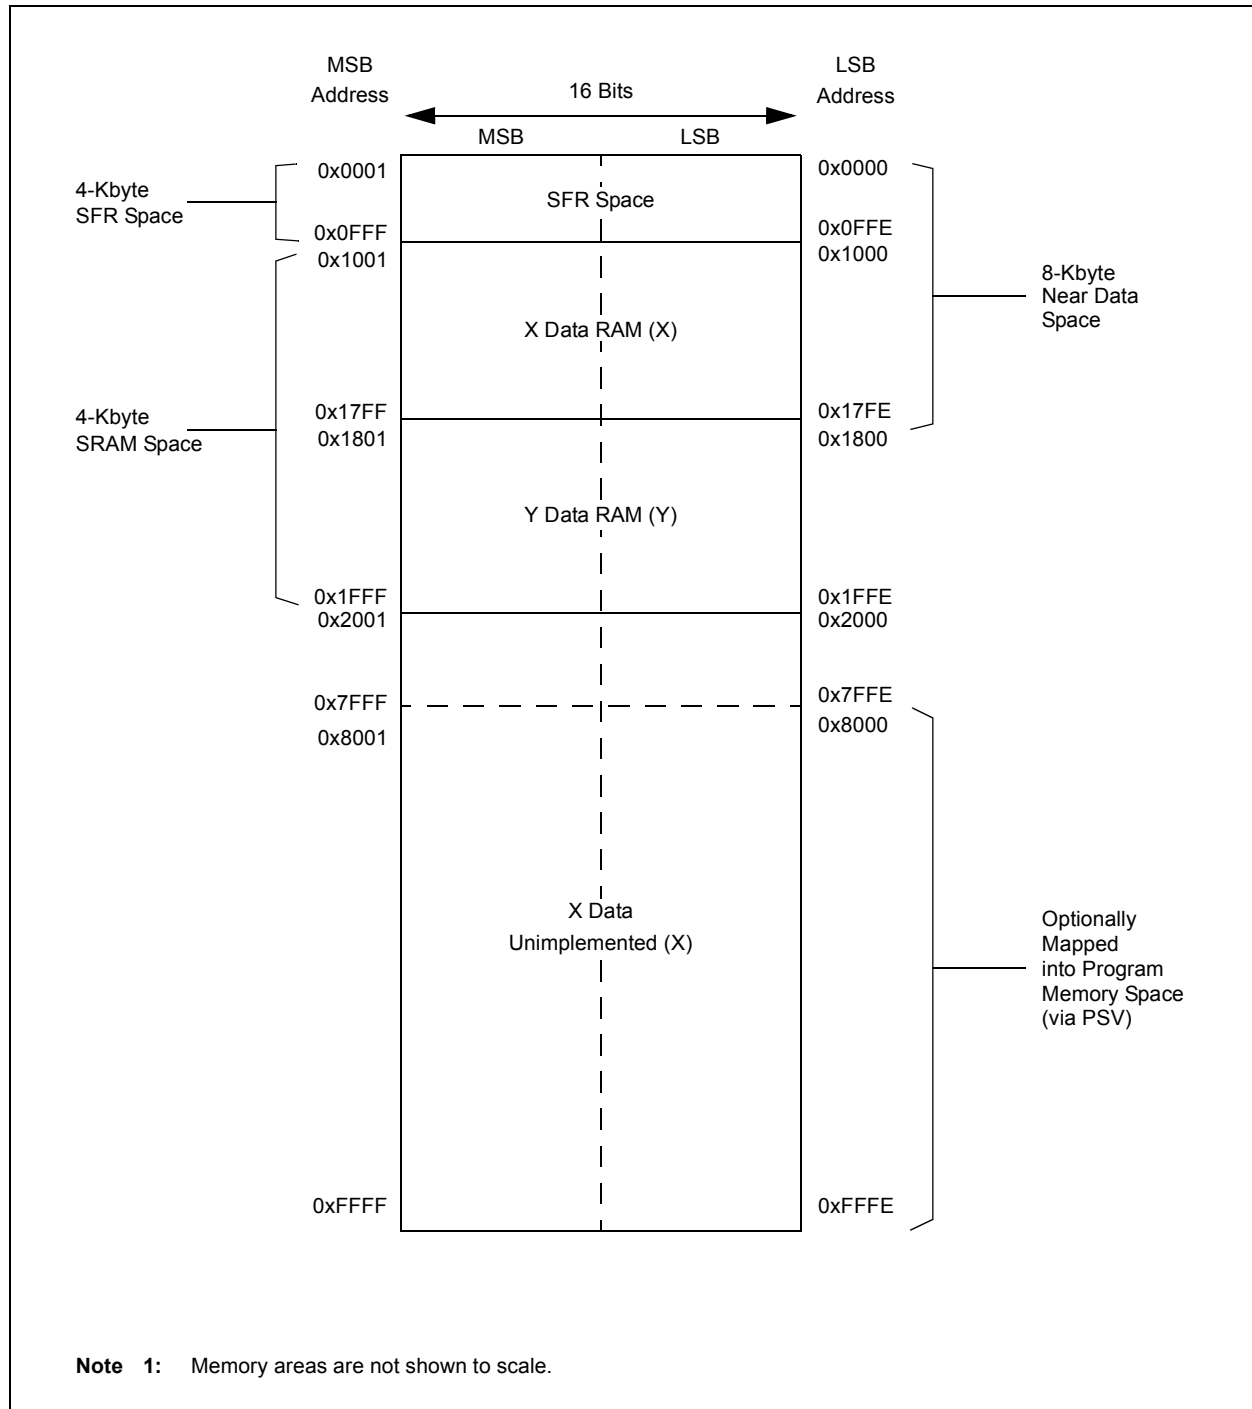 MSB
Address
16 Bits
LSB
Address
MSB
LSB
4-Kbyte
SFR Space
0x0001
0x0FFF
SFR Space
0x0000
0x0FFE
4-Kbyte
SRAM Space
0x1001
0x17FF
X Data RAM (X)
0x1000
0x17FE
8-Kbyte
Near Data
Space
0x1801
0x1FFF
Y Data RAM (Y)
0x1800
0x1FFE
0x2001
0x7FFF
0x2000
0x7FFE
0x8001
0xFFFF
X Data
Unimplemented (X)
0x8000
0xFFFE
Optionally
Mapped
into Program
Memory Space
(via PSV)
Note 1: Memory areas are not shown to scale.